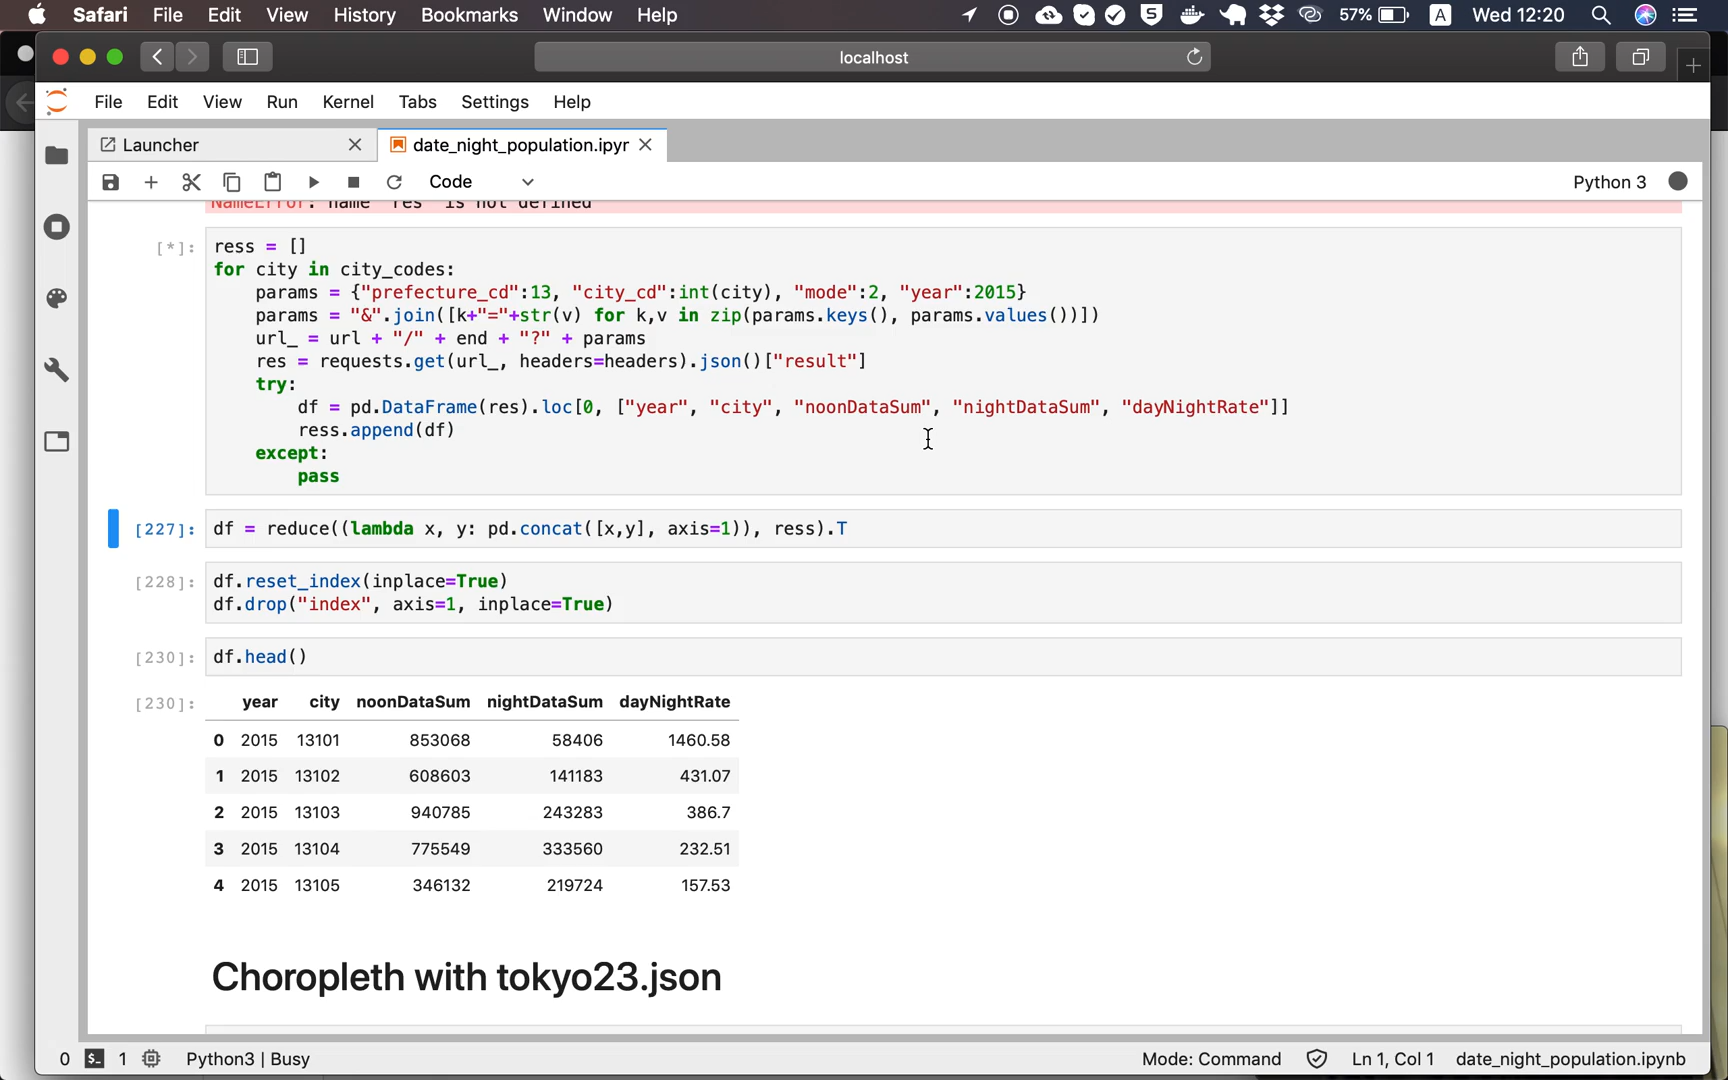 Safari File Edit View History Bookmarks Window Help 57% A Wed 12:20
localhost
File Edit View Run Kernel Tabs Settings Help
Launcher date_night_population.ipyr
Code Python 3
NameError: name 'res' is not defined
[*]: ress = []
for city in city_codes:
    params = {"prefecture_cd":13, "city_cd":int(city), "mode":2, "year":2015}
    params = "&".join([k+"="+str(v) for k,v in zip(params.keys(), params.values())])
    url_ = url + "/" + end + "?" + params
    res = requests.get(url_, headers=headers).json()["result"]
    try:
        df = pd.DataFrame(res).loc[0, ["year", "city", "noonDataSum", "nightDataSum", "dayNightRate"]]
        ress.append(df)
    except:
        pass
[227]: df = reduce((lambda x, y: pd.concat([x,y], axis=1)), ress).T
[228]: df.reset_index(inplace=True)
df.drop("index", axis=1, inplace=True)
[230]: df.head()
[230]: year city noonDataSum nightDataSum dayNightRate
0 2015 13101 853068 58406 1460.58
1 2015 13102 608603 141183 431.07
2 2015 13103 940785 243283 386.7
3 2015 13104 775549 333560 232.51
4 2015 13105 346132 219724 157.53
Choropleth with tokyo23.json
0 $_ 1 Python3 | Busy Mode: Command Ln 1, Col 1 date_night_population.ipynb